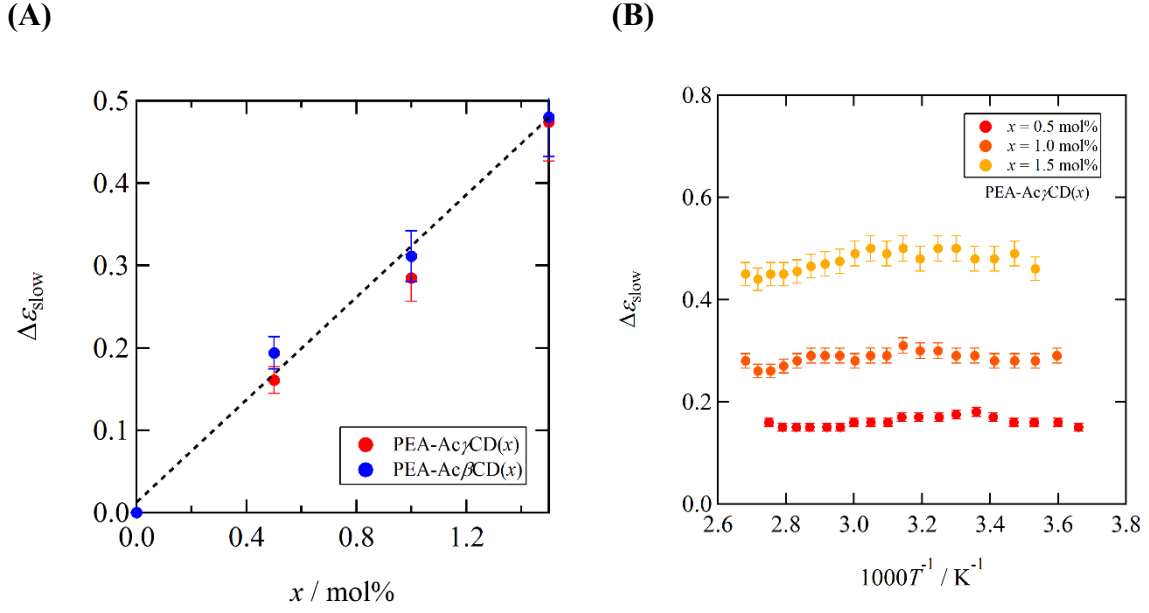 (A)
0.5
0.4
0.3
0.2
0.1
0.0
Δεslow
0.0
0.4
0.8
1.2
x / mol%
PEA-AcγCD(x)
PEA-AcβCD(x)
(B)
0.8
0.6
0.4
0.2
0.0
Δεslow
2.6
2.8
3.0
3.2
3.4
3.6
3.8
1000T⁻¹ / K⁻¹
x = 0.5 mol%
x = 1.0 mol%
x = 1.5 mol%
PEA-AcγCD(x)